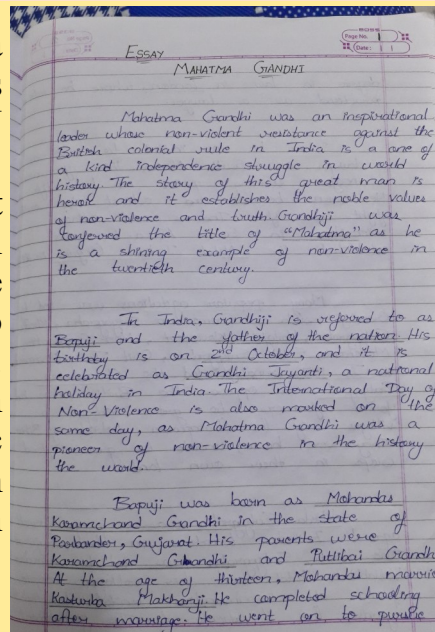 Page No. 1
Date:
ESSAY
MAHATMA GANDHI
Mahatma Gandhi was an inspirational
leader whose non-violent resistance against the
British colonial rule in India is a one of
a kind independence struggle in world
history. The story of this great man is
heroic and it establishes the noble values
of non-violence and truth. Gandhiji was
conferred the title of "Mahatma" as he
is a shining example of non-violence in
the twentieth century.
In India, Gandhiji is referred to as
Bapuji and the father of the nation. His
birthday is on 2nd October, and it is
celebrated as Gandhi Jayanti, a national
holiday in India. The International Day of
Non-Violence is also marked on the
same day, as Mahatma Gandhi was a
pioneer of non-violence in the history
the world.
Bapuji was born as Mohandas
Karamchand Gandhi in the state of
Porbander, Gujarat. His parents were
Karamchand Gandhi and Putlibai Gandh
At the age of thirteen, Mohandas marrie
Kasturba Makhanji. He completed schooling
after marriage. He went on to pursue